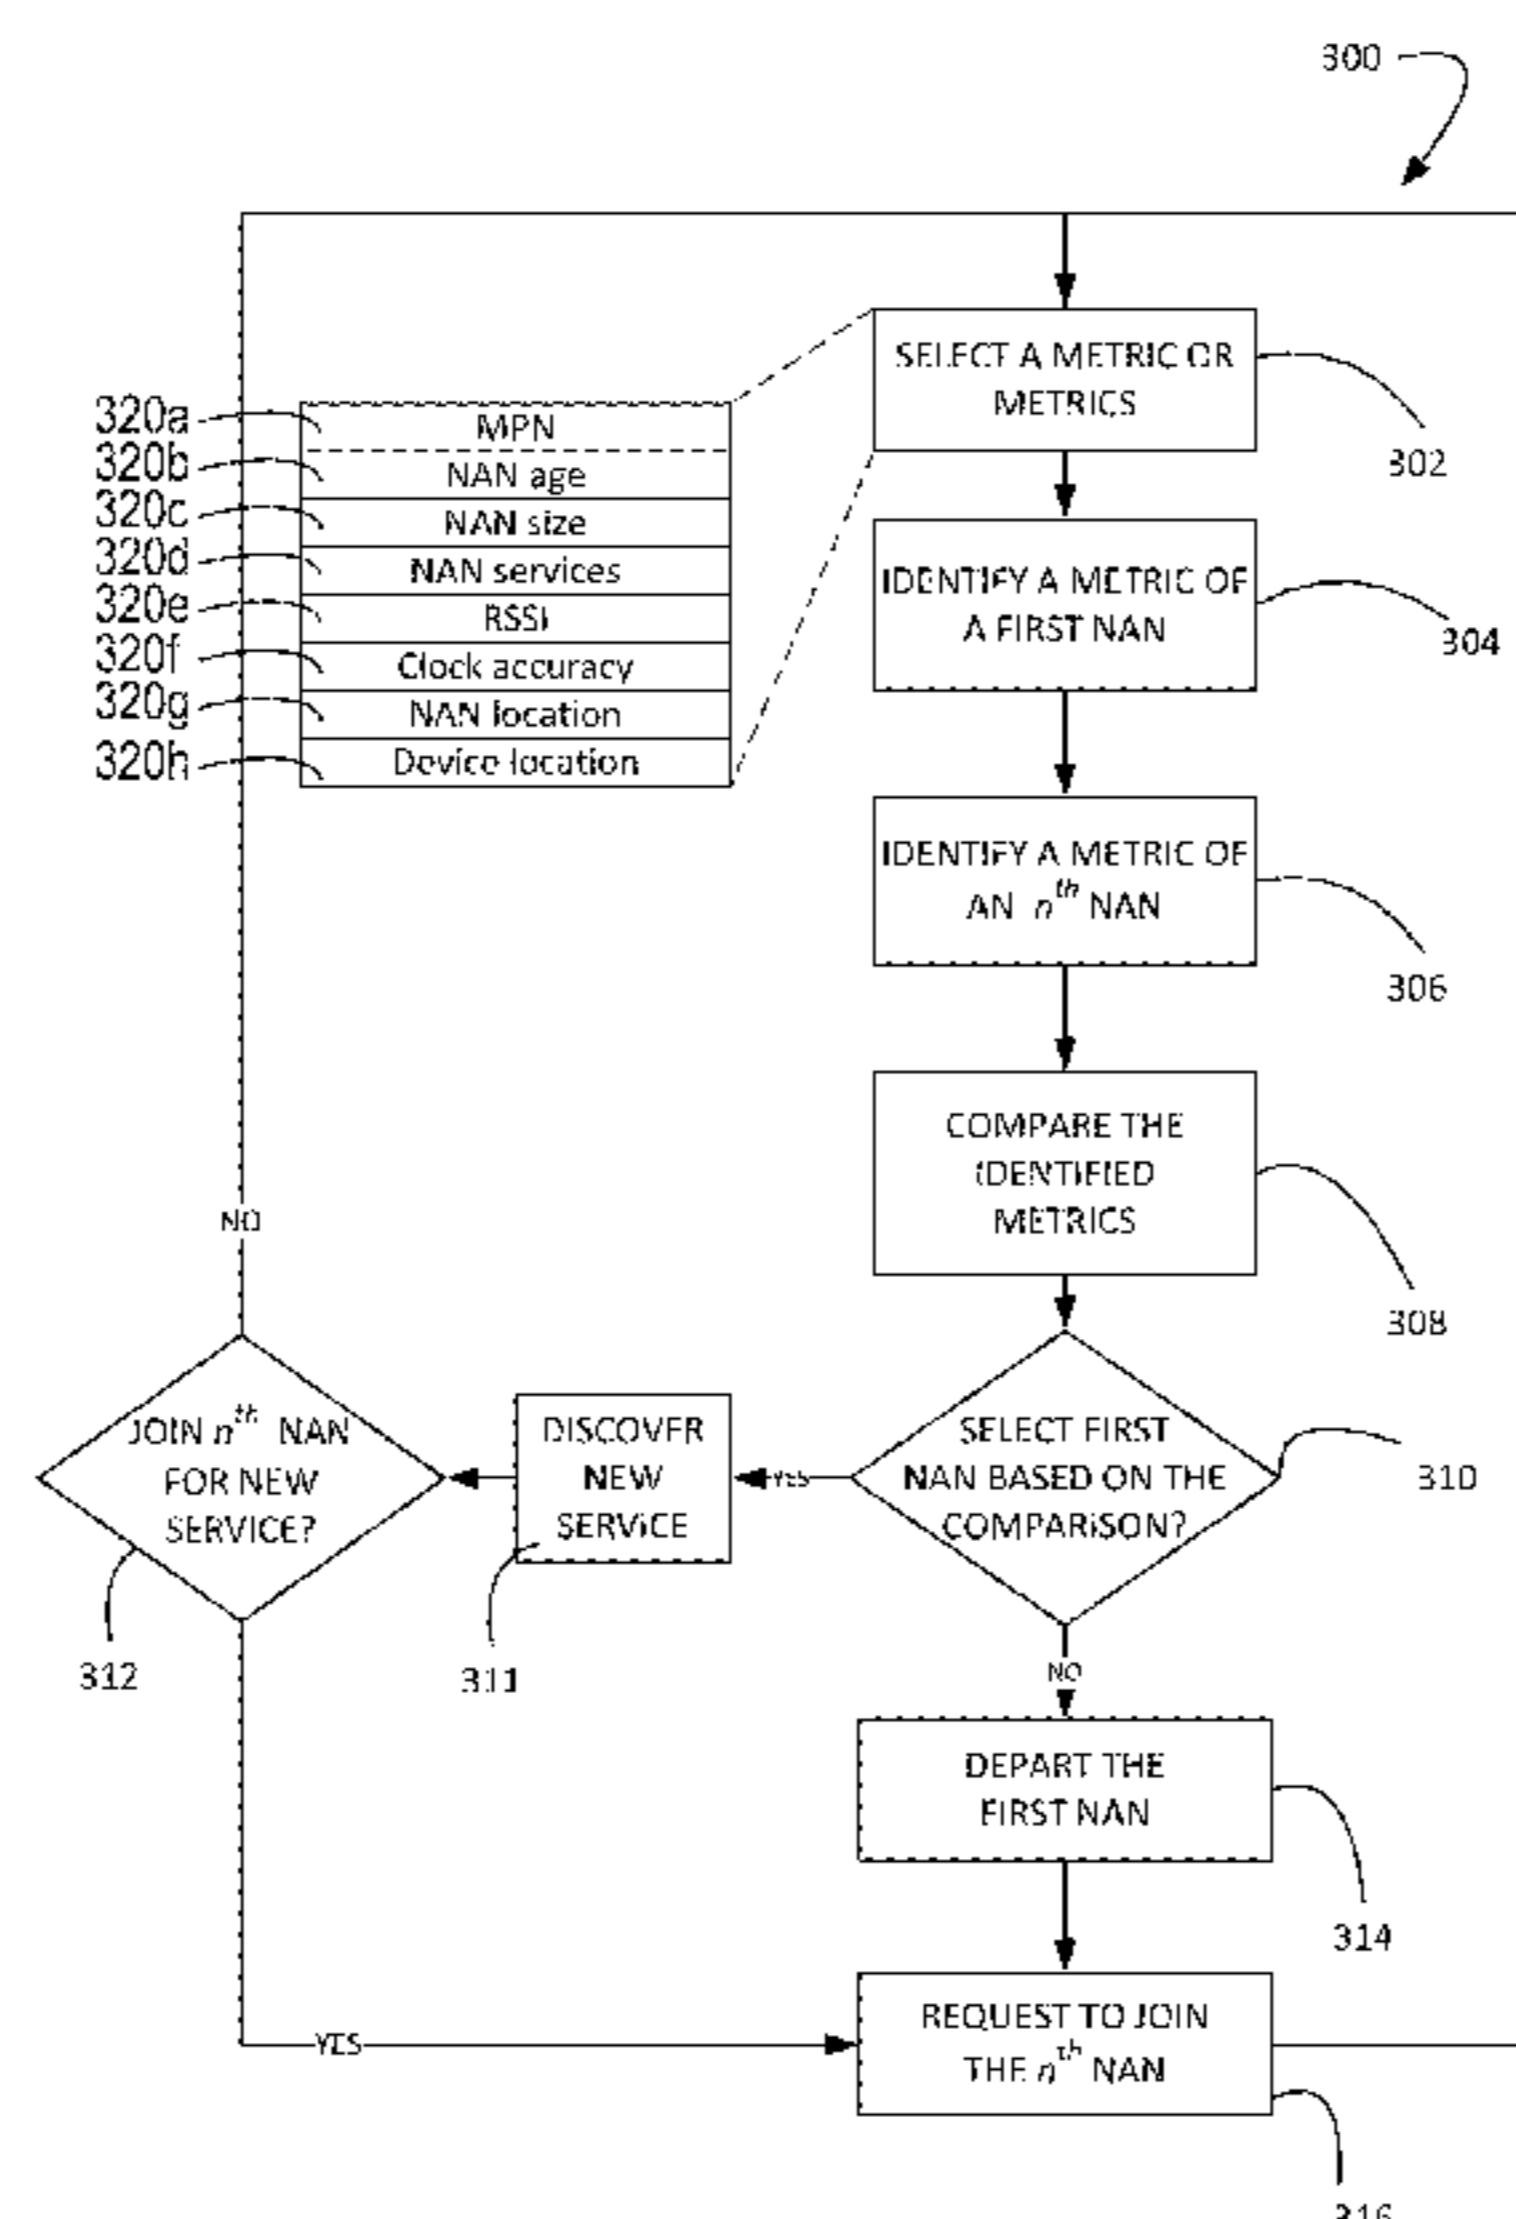 300
SELECT A METRIC OR
METRICS
302
320a
MPN
320b
NAN age
320c
NAN size
320d
NAN services
320e
RSSI
320f
Clock accuracy
320g
NAN location
320h
Device location
IDENTIFY A METRIC OF
A FIRST NAN
304
IDENTIFY A METRIC OF
AN nth NAN
306
COMPARE THE
IDENTIFIED
METRICS
308
NO
SELECT FIRST
NAN BASED ON THE
COMPARISON?
310
YES
DISCOVER
NEW
SERVICE
311
JOIN nth NAN
FOR NEW
SERVICE?
312
NO
DEPART THE
FIRST NAN
314
YES
REQUEST TO JOIN
THE nth NAN
316